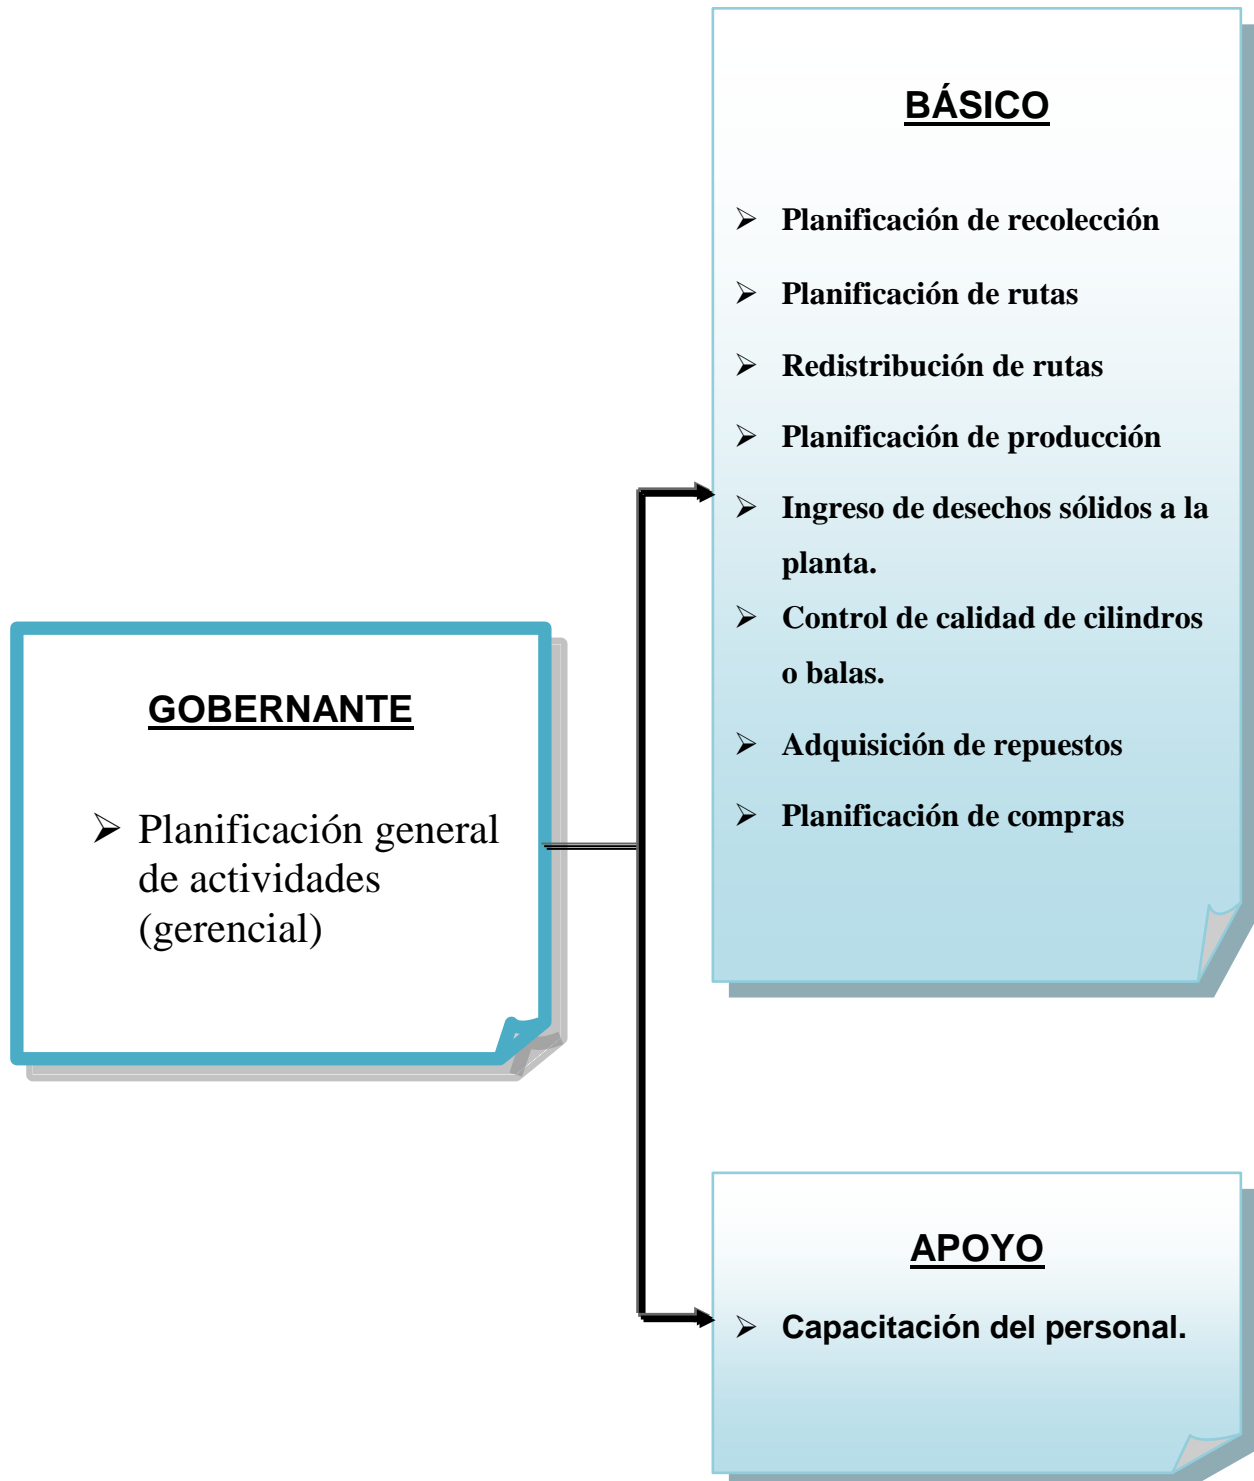 BÁSICO
➢ Planificación de recolección
➢ Planificación de rutas
➢ Redistribución de rutas
➢ Planificación de producción
➢ Ingreso de desechos sólidos a la
planta.
➢ Control de calidad de cilindros
o balas.
➢ Adquisición de repuestos
➢ Planificación de compras
GOBERNANTE
➢ Planificación general
de actividades
(gerencial)
APOYO
➢ Capacitación del personal.